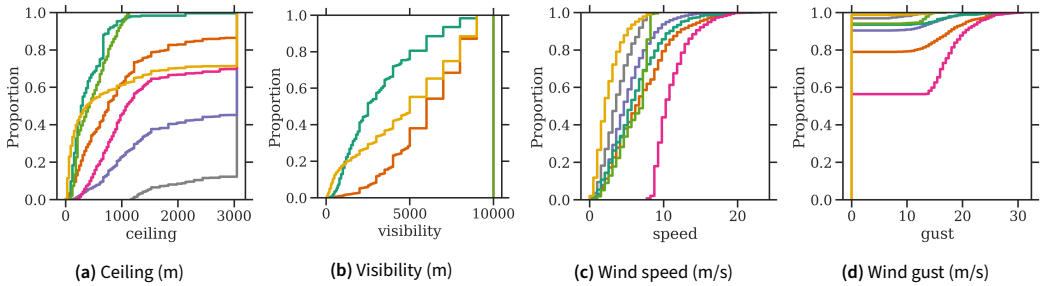 Proportion
1.0
0.8
0.6
0.4
0.2
0.0
0 1000 2000 3000
ceiling
(a) Ceiling (m)
Proportion
1.0
0.8
0.6
0.4
0.2
0.0
0 5000 10000
visibility
(b) Visibility (m)
Proportion
1.0
0.8
0.6
0.4
0.2
0.0
0 10 20
speed
(c) Wind speed (m/s)
Proportion
1.0
0.8
0.6
0.4
0.2
0.0
0 10 20 30
gust
(d) Wind gust (m/s)